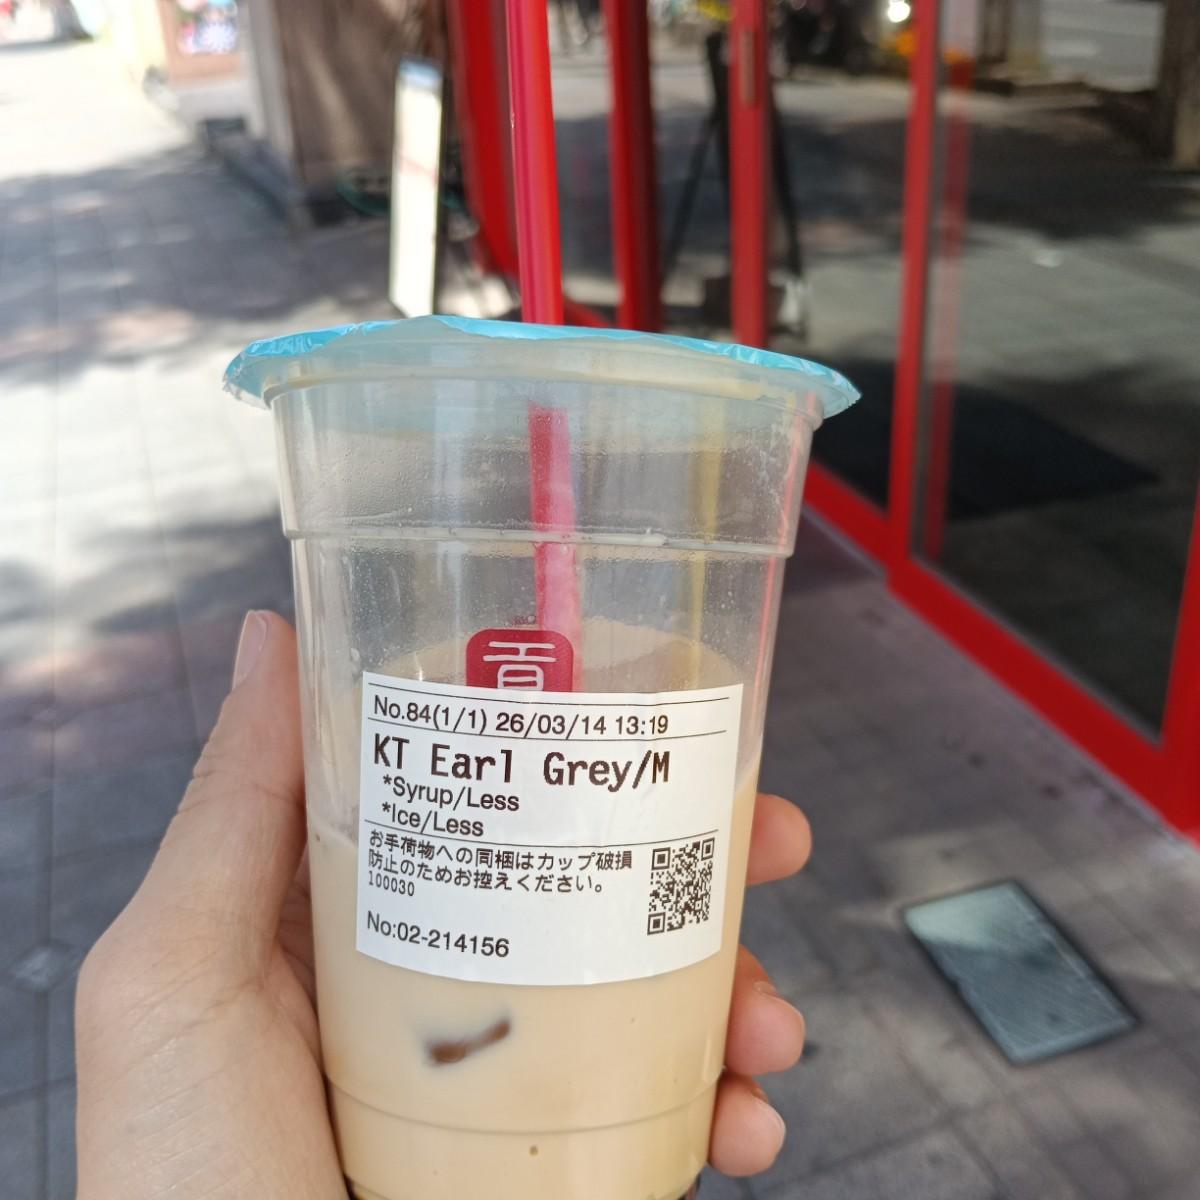 貢
No.84(1/1) 26/03/14 13:19
KT Earl Grey/M
*Syrup/Less
*Ice/Less
お手荷物への同梱はカップ破損
防止のためお控えください。
100030
No:02-214156